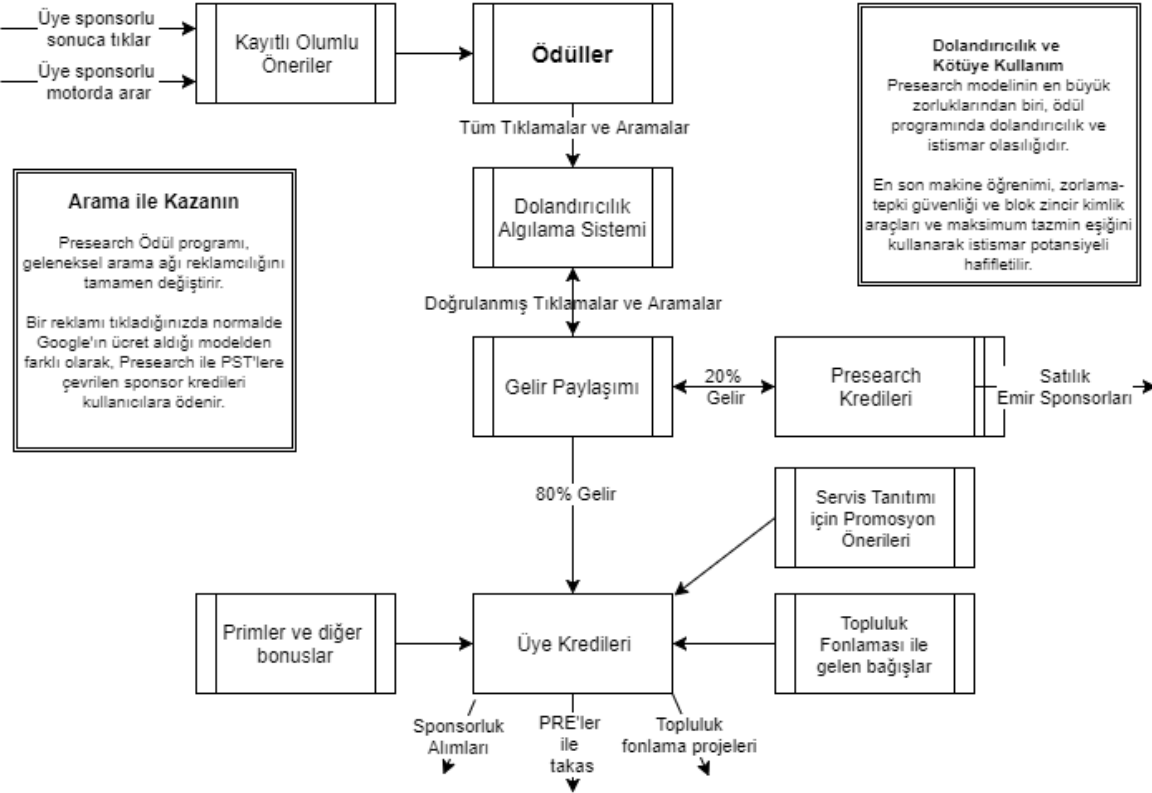 Üye sponsorlu
sonuca tıklar
Üye sponsorlu
motorda arar
Kayıtlı Olumlu
Öneriler
Ödüller
Dolandırıcılık ve
Kötüye Kullanım
Presearch modelinin en büyük
zorluklarından biri, ödül
programında dolandırıcılık ve
istismar olasılığıdır.
En son makine öğrenimi, zorlama-
tepki güvenliği ve blok zincir kimlik
araçları ve maksimum tazmin eşiğini
kullanarak istismar potansiyeli
hafifletilir.
Tüm Tıklamalar ve Aramalar
Arama ile Kazanın
Presearch Ödül programı,
geleneksel arama ağı reklamcılığını
tamamen değiştirir.
Bir reklamı tıkladığınızda normalde
Google'ın ücret aldığı modelden
farklı olarak, Presearch ile PST'lere
çevrilen sponsor kredileri
kullanıcılara ödenir.
Dolandırıcılık
Algılama Sistemi
Doğrulanmış Tıklamalar ve Aramalar
Gelir Paylaşımı
20%
Gelir
Presearch
Kredileri
Satılık
Emir Sponsorları
80% Gelir
Servis Tanıtımı
için Promosyon
Önerileri
Primler ve diğer
bonuslar
Üye Kredileri
Topluluk
Fonlaması ile
gelen bağışlar
Sponsorluk
Alımları
PRE'ler
ile
takas
Topluluk
fonlama projeleri